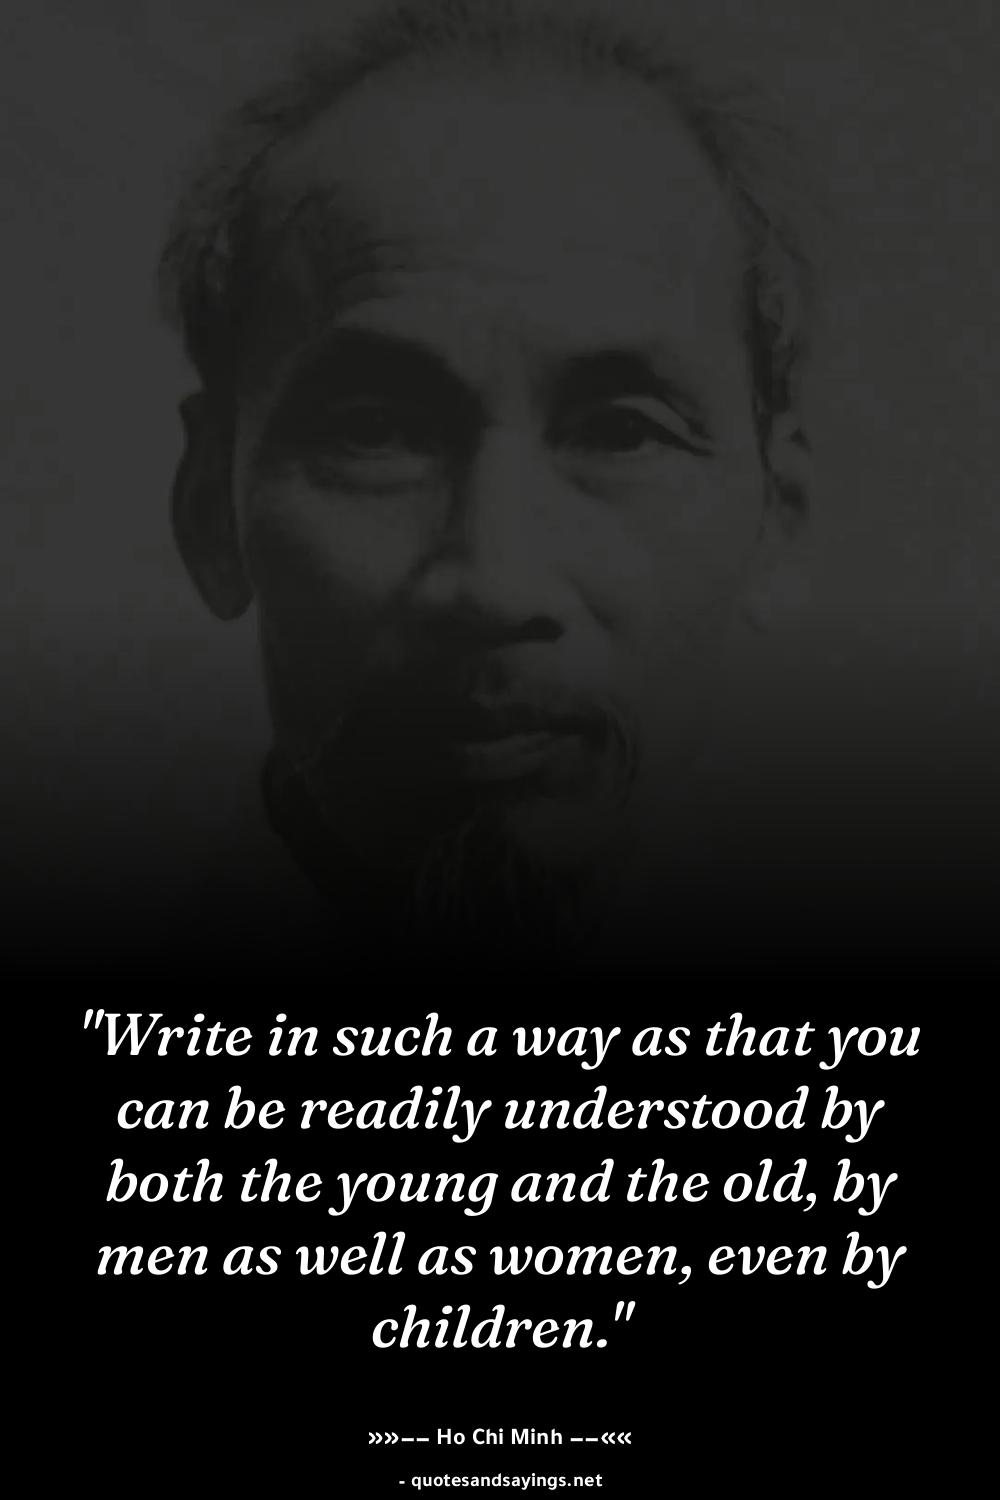 "Write in such a way as that you
can be readily understood by
both the young and the old, by
men as well as women, even by
children."
»»−− Ho Chi Minh −−««
- quotesandsayings.net